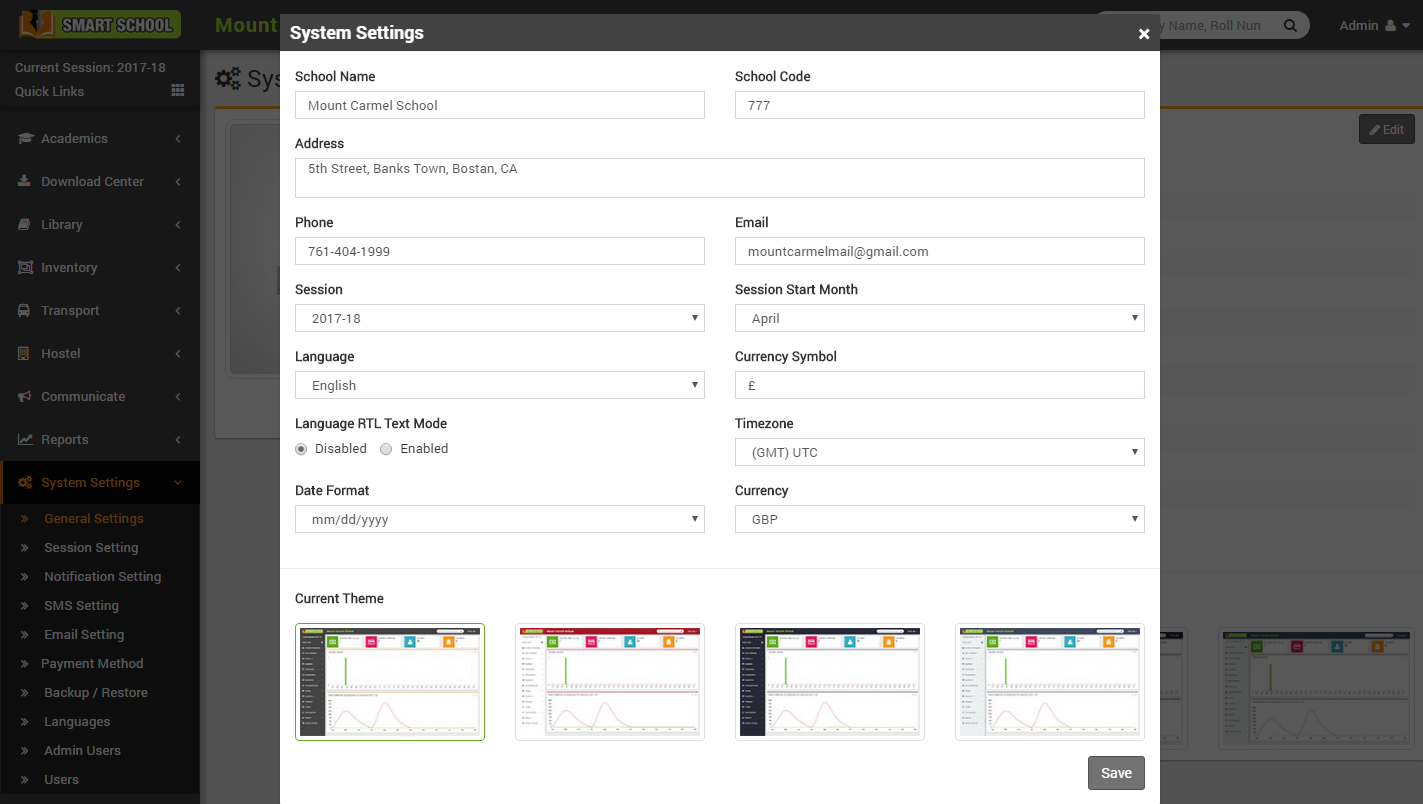 SMART SCHOOL
Mount
System Settings
×
y Name, Roll Nun
Admin
Current Session: 2017-18
Quick Links
Sys
Edit
Academics
Download Center
Library
Inventory
Transport
Hostel
Communicate
Reports
System Settings
General Settings
Session Setting
Notification Setting
SMS Setting
Email Setting
Payment Method
Backup / Restore
Languages
Admin Users
Users
School Name
School Code
Mount Carmel School
777
Address
5th Street, Banks Town, Bostan, CA
Phone
Email
761-404-1999
mountcarmelmail@gmail.com
Session
Session Start Month
2017-18
April
Language
Currency Symbol
English
£
Language RTL Text Mode
Timezone
Disabled
Enabled
(GMT) UTC
Date Format
Currency
mm/dd/yyyy
GBP
Current Theme
Save